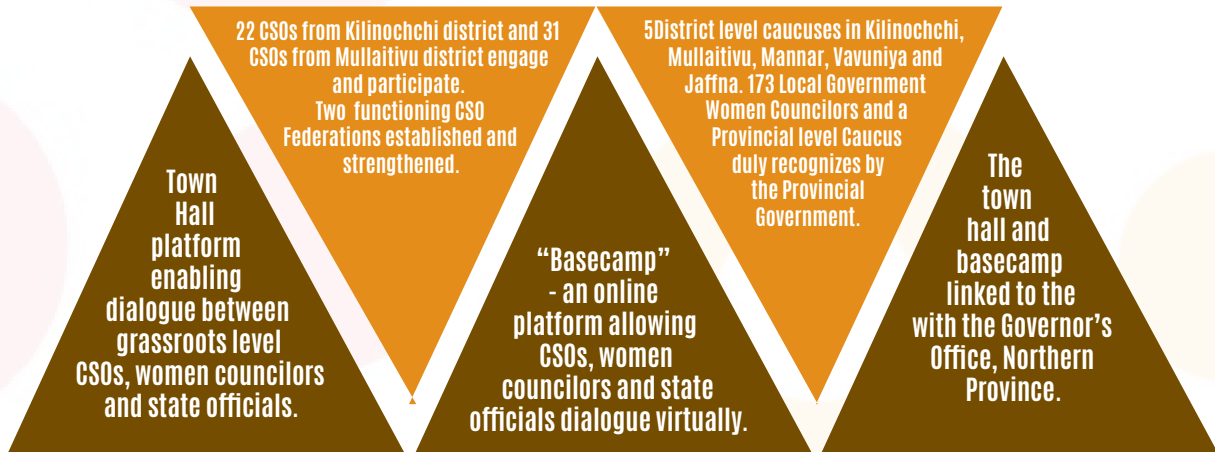 Town
Hall
platform
enabling
dialogue between
grassroots level
CSOs, women councilors
and state officials.
22 CSOs from Kilinochchi district and 31
CSOs from Mullaitivu district engage
and participate.
Two functioning CSO
Federations established and
strengthened.
“Basecamp”
- an online
platform allowing
CSOs, women
councilors and state
officials dialogue virtually.
5District level caucuses in Kilinochchi,
Mullaitivu, Mannar, Vavuniya and
Jaffna. 173 Local Government
Women Councilors and a
Provincial level Caucus
duly recognizes by
the Provincial
Government.
The
town
hall and
basecamp
linked to the
with the Governor’s
Office, Northern
Province.